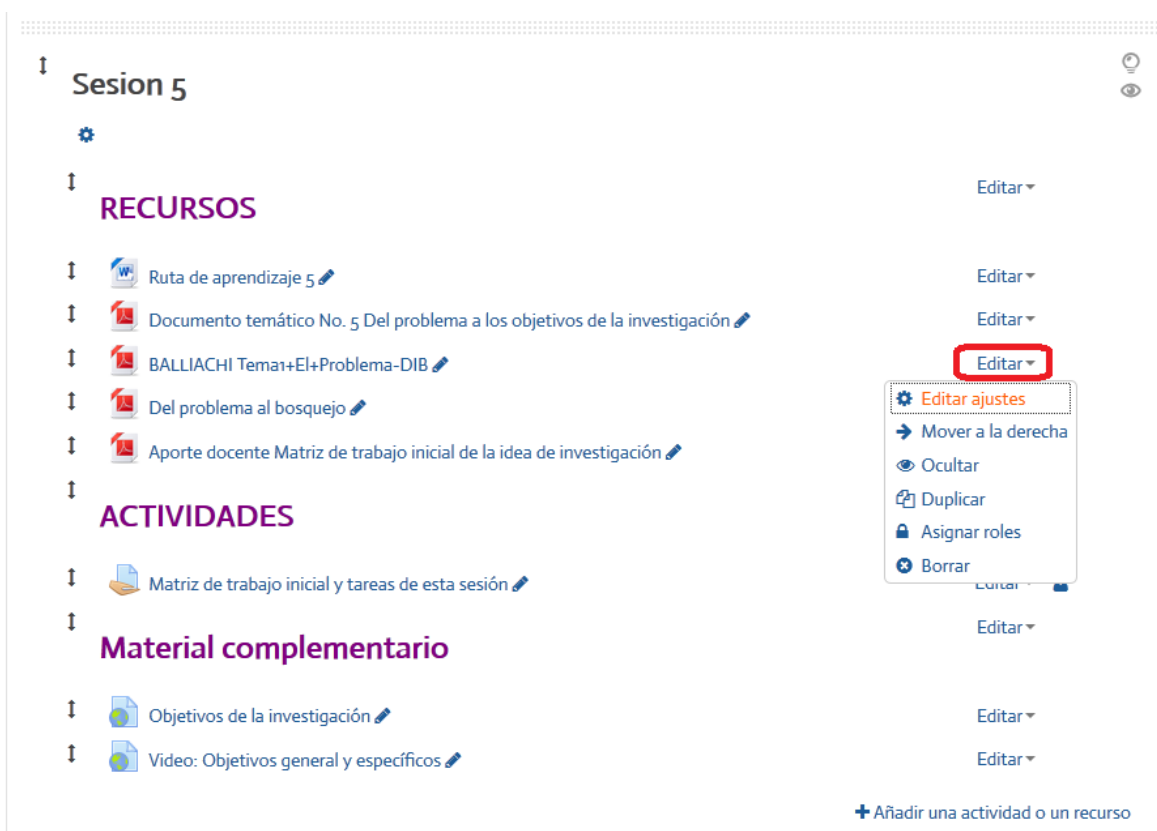 Sesion 5
RECURSOS
Editar
Ruta de aprendizaje 5
Editar
Documento temático No. 5 Del problema a los objetivos de la investigación
Editar
BALLIACHI Tema1+El+Problema-DIB
Editar
Editar ajustes
Mover a la derecha
Ocultar
Duplicar
Asignar roles
Borrar
Del problema al bosquejo
Aporte docente Matriz de trabajo inicial de la idea de investigación
ACTIVIDADES
Matriz de trabajo inicial y tareas de esta sesión
Editar
Material complementario
Editar
Objetivos de la investigación
Editar
Video: Objetivos general y específicos
Editar
Añadir una actividad o un recurso